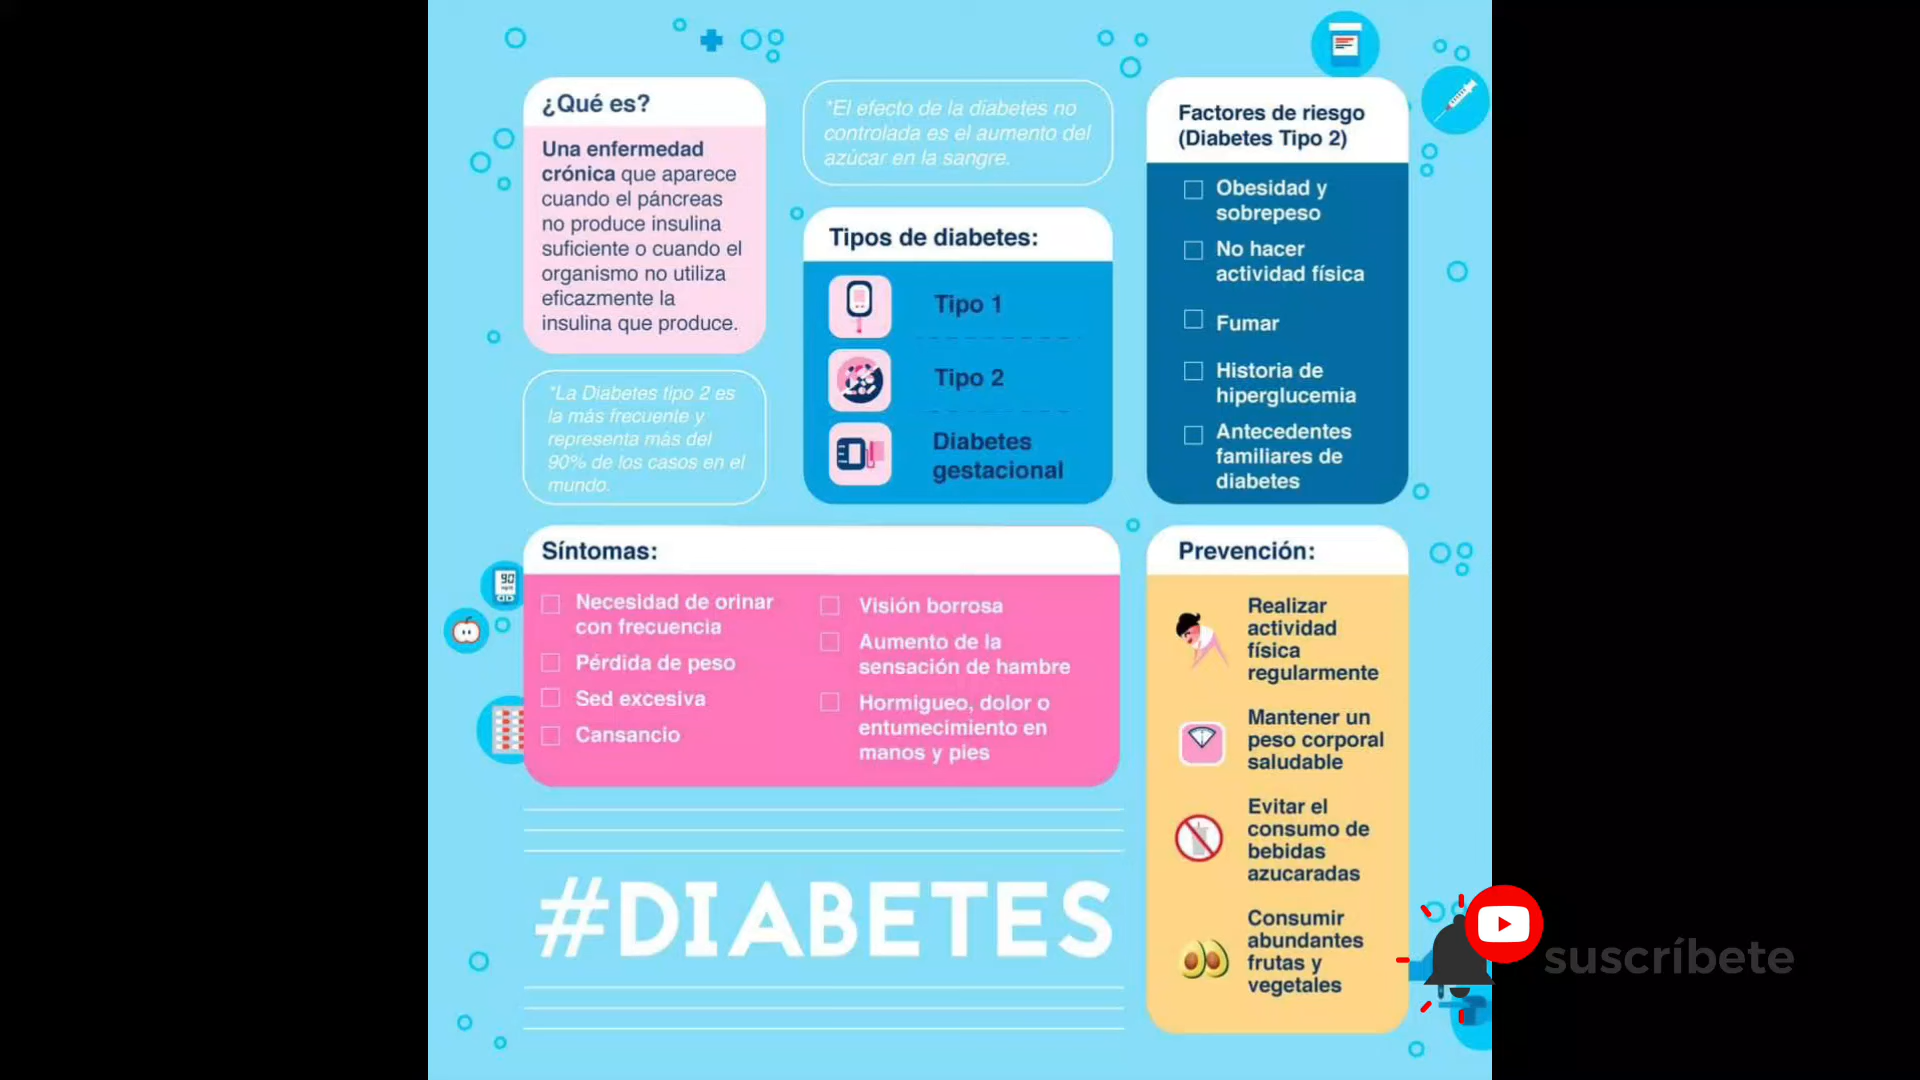 ¿Qué es?
Una enfermedad
crónica que aparece
cuando el páncreas
no produce insulina
suficiente o cuando el
organismo no utiliza
eficazmente la
insulina que produce.
*La Diabetes tipo 2 es
la más frecuente y
representa más del
90% de los casos en el
mundo.
*El efecto de la diabetes no
controlada es el aumento del
azúcar en la sangre.
Tipos de diabetes:
Tipo 1
Tipo 2
Diabetes
gestacional
Factores de riesgo
(Diabetes Tipo 2)
Obesidad y
sobrepeso
No hacer
actividad física
Fumar
Historia de
hiperglucemia
Antecedentes
familiares de
diabetes
Síntomas:
Necesidad de orinar
con frecuencia
Pérdida de peso
Sed excesiva
Cansancio
Visión borrosa
Aumento de la
sensación de hambre
Hormigueo, dolor o
entumecimiento en
manos y pies
90
Prevención:
Realizar
actividad
física
regularmente
Mantener un
peso corporal
saludable
Evitar el
consumo de
bebidas
azucaradas
Consumir
abundantes
frutas y
vegetales
#DIABETES
suscríbete